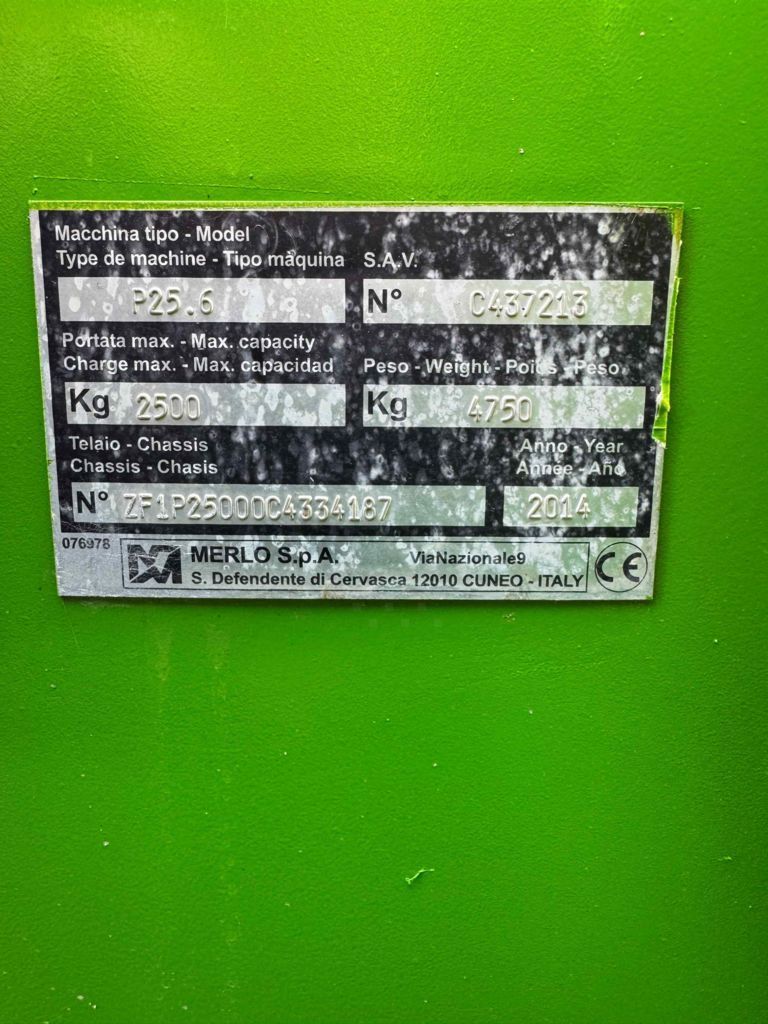 Macchina tipo - Model
Type de machine - Tipo màquina S.A.V.
P25.6 N° C437213
Portata max. - Max. capacity
Charge max. - Max. capacidad Peso - Weight - Poids - Peso
Kg 2500 Kg 4750
Telaio - Chassis Anno - Year
Chassis - Chasis Année - Año
N° ZF1P25000C4334187 2014
076978 MERLO S.p.A. ViaNazionale9
S. Defendente di Cervasca 12010 CUNEO - ITALY CE